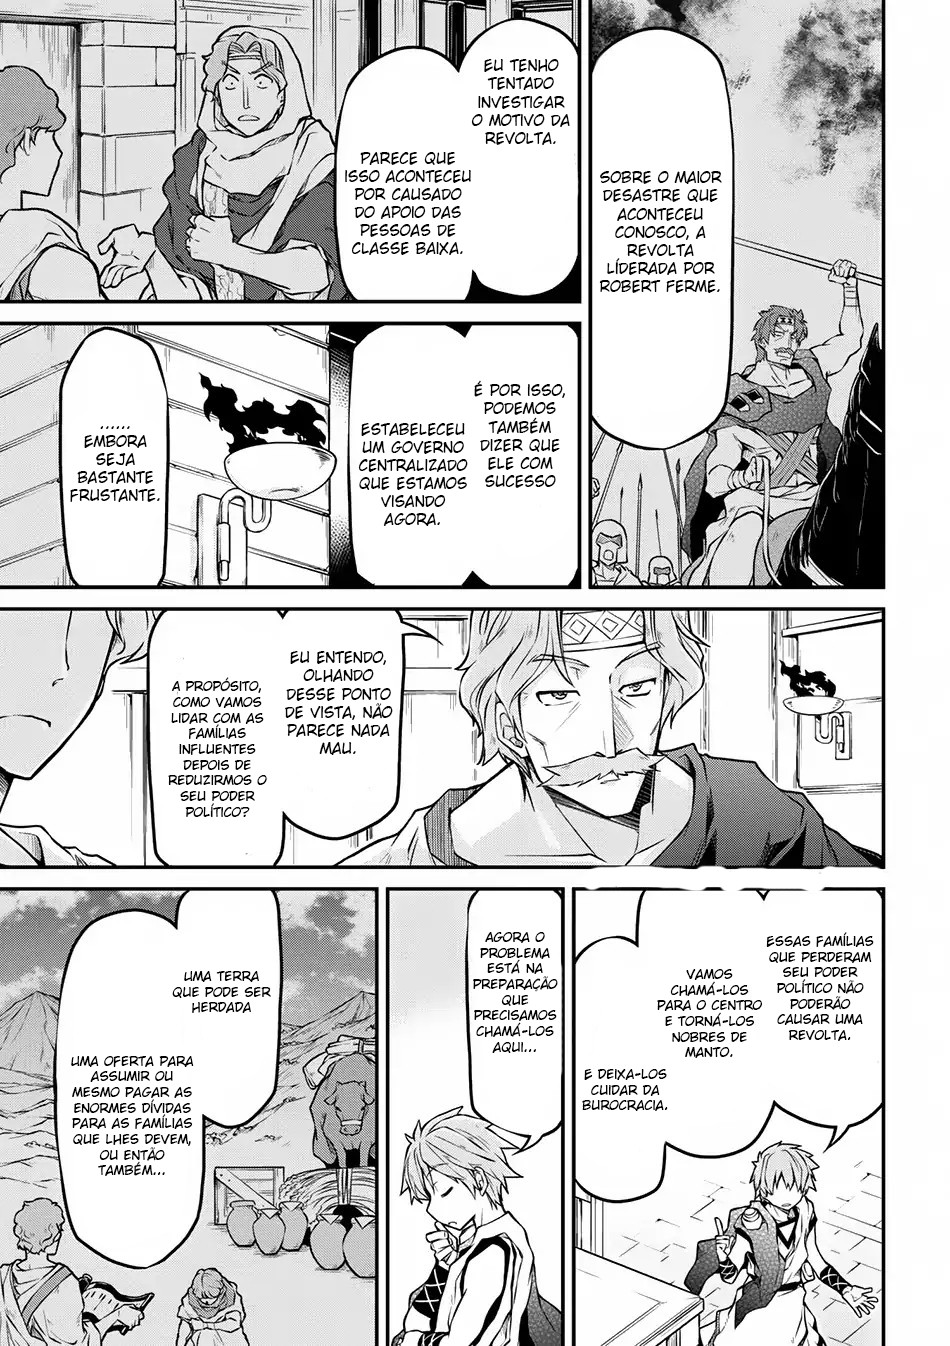 SOBRE O MAIOR
DESASTRE QUE
ACONTECEU
CONOSCO, A
REVOLTA
LÍDERADA POR
ROBERT FERME.
EU TENHO
TENTADO
INVESTIGAR
O MOTIVO DA
REVOLTA.
PARECE QUE
ISSO ACONTECEU
POR CAUSADO
DO APOIO DAS
PESSOAS DE
CLASSE BAIXA.
É POR ISSO,
PODEMOS
TAMBÉM
DIZER QUE
ELE COM
SUCESSO
ESTABELECEU
UM GOVERNO
CENTRALIZADO
QUE ESTAMOS
VISANDO
AGORA.
......
EMBORA
SEJA
BASTANTE
FRUSTANTE.
EU ENTENDO,
OLHANDO
DESSE PONTO
DE VISTA, NÃO
PARECE NADA
MAU.
A PROPÓSITO,
COMO VAMOS
LIDAR COM AS
FAMÍLIAS
INFLUENTES
DEPOIS DE
REDUZIRMOS O
SEU PODER
POLÍTICO?
ESSAS FAMÍLIAS
QUE PERDERAM
SEU PODER
POLÍTICO NÃO
PODERÃO
CAUSAR UMA
REVOLTA.
VAMOS
CHAMÁ-LOS
PARA O CENTRO
E TORNÁ-LOS
NOBRES DE
MANTO.
E DEIXA-LOS
CUIDAR DA
BUROCRACIA.
AGORA O
PROBLEMA
ESTÁ NA
PREPARAÇÃO
QUE
PRECISAMOS
CHAMÁ-LOS
AQUI...
UMA TERRA
QUE PODE SER
HERDADA
UMA OFERTA PARA
ASSUMIR OU
MESMO PAGAR AS
ENORMES DÍVIDAS
PARA AS FAMÍLIAS
QUE LHES DEVEM,
OU ENTÃO
TAMBÉM...